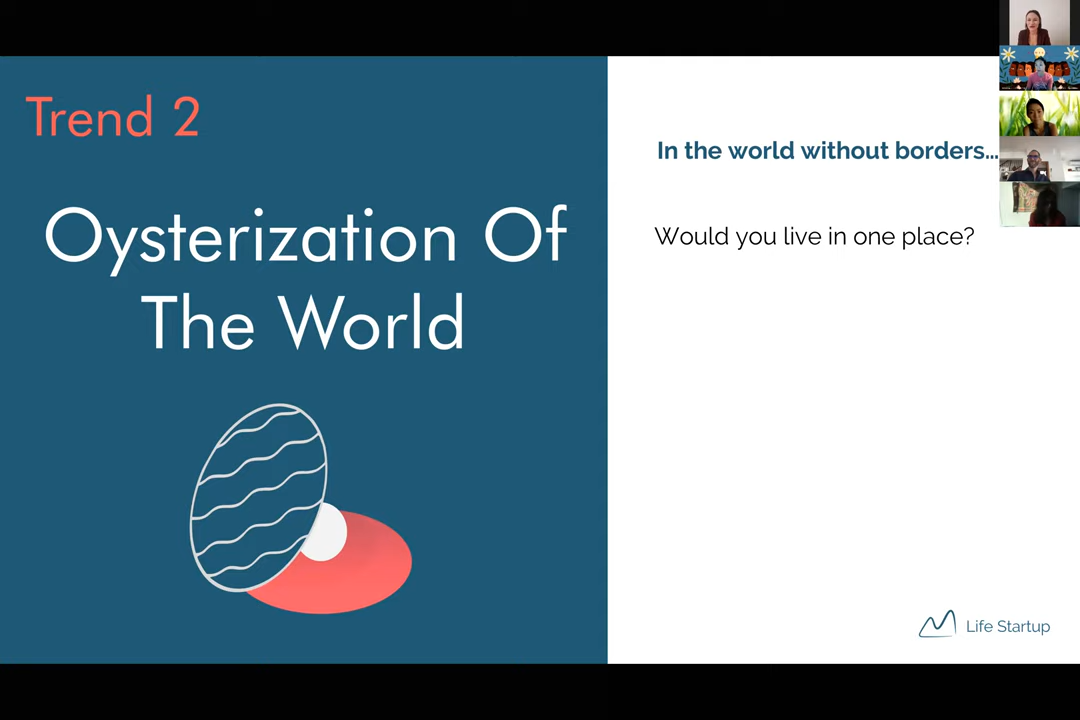 Trend 2
Oysterization Of
The World
In the world without borders...
Would you live in one place?
Life Startup